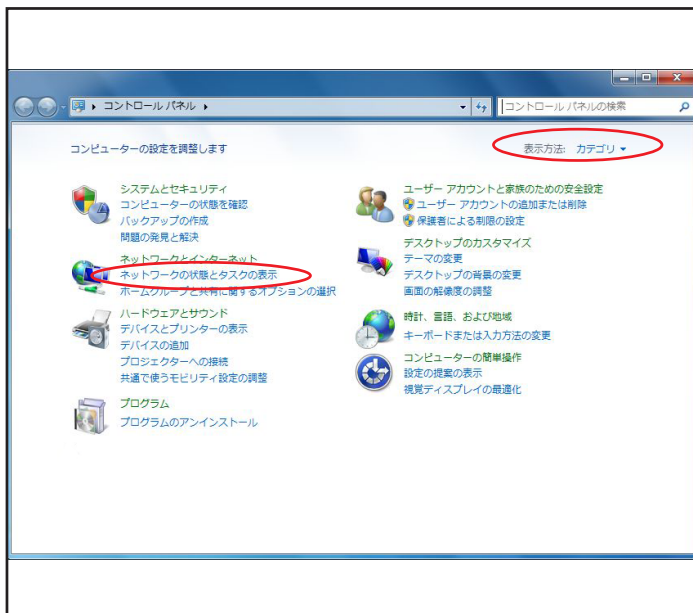 コントロール パネル
コントロール パネルの検索
コンピューターの設定を調整します
表示方法: カテゴリ
システムとセキュリティ
コンピューターの状態を確認
バックアップの作成
問題の発見と解決
ネットワークとインターネット
ネットワークの状態とタスクの表示
ホームグループと共有に関するオプションの選択
ハードウェアとサウンド
デバイスとプリンターの表示
デバイスの追加
プロジェクターへの接続
共通で使うモビリティ設定の調整
プログラム
プログラムのアンインストール
ユーザー アカウントと家族のための安全設定
ユーザー アカウントの追加または削除
保護者による制限の設定
デスクトップのカスタマイズ
テーマの変更
デスクトップの背景の変更
画面の解像度の調整
時計、言語、および地域
キーボードまたは入力方法の変更
コンピューターの簡単操作
設定の提案の表示
視覚ディスプレイの最適化